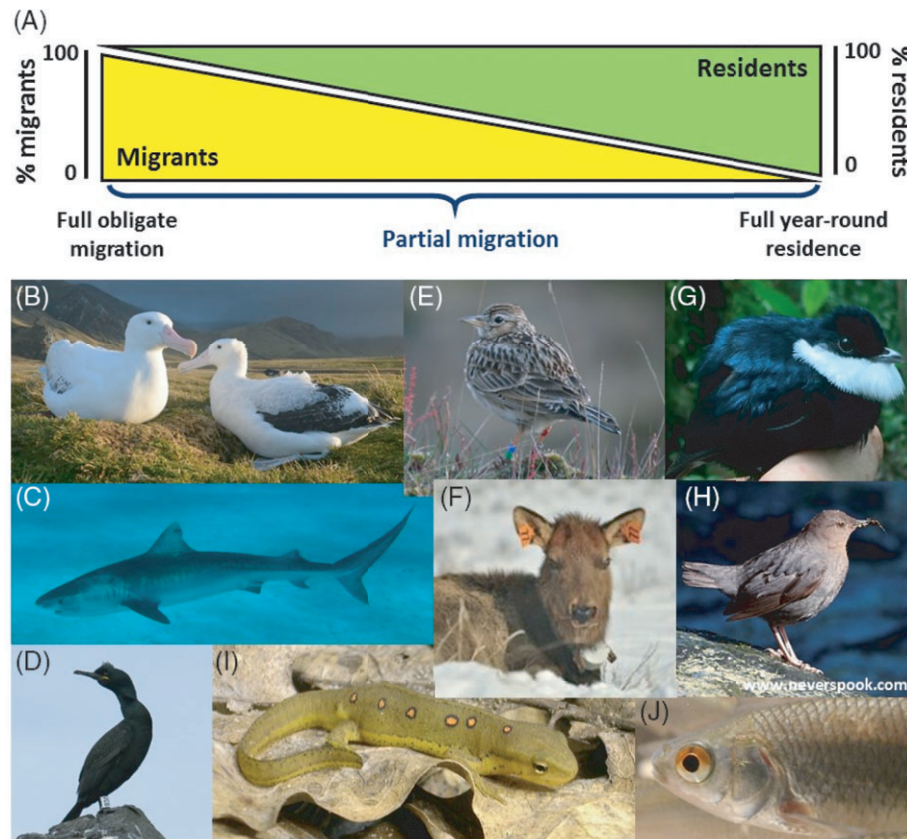 (A)
100
% migrants
0
Migrants
Residents
100
% residents
0
Full obligate
migration
Partial migration
Full year-round
residence
(B)
(E)
(G)
(C)
(F)
(H)
(D)
(I)
www.neverspook.com
(J)